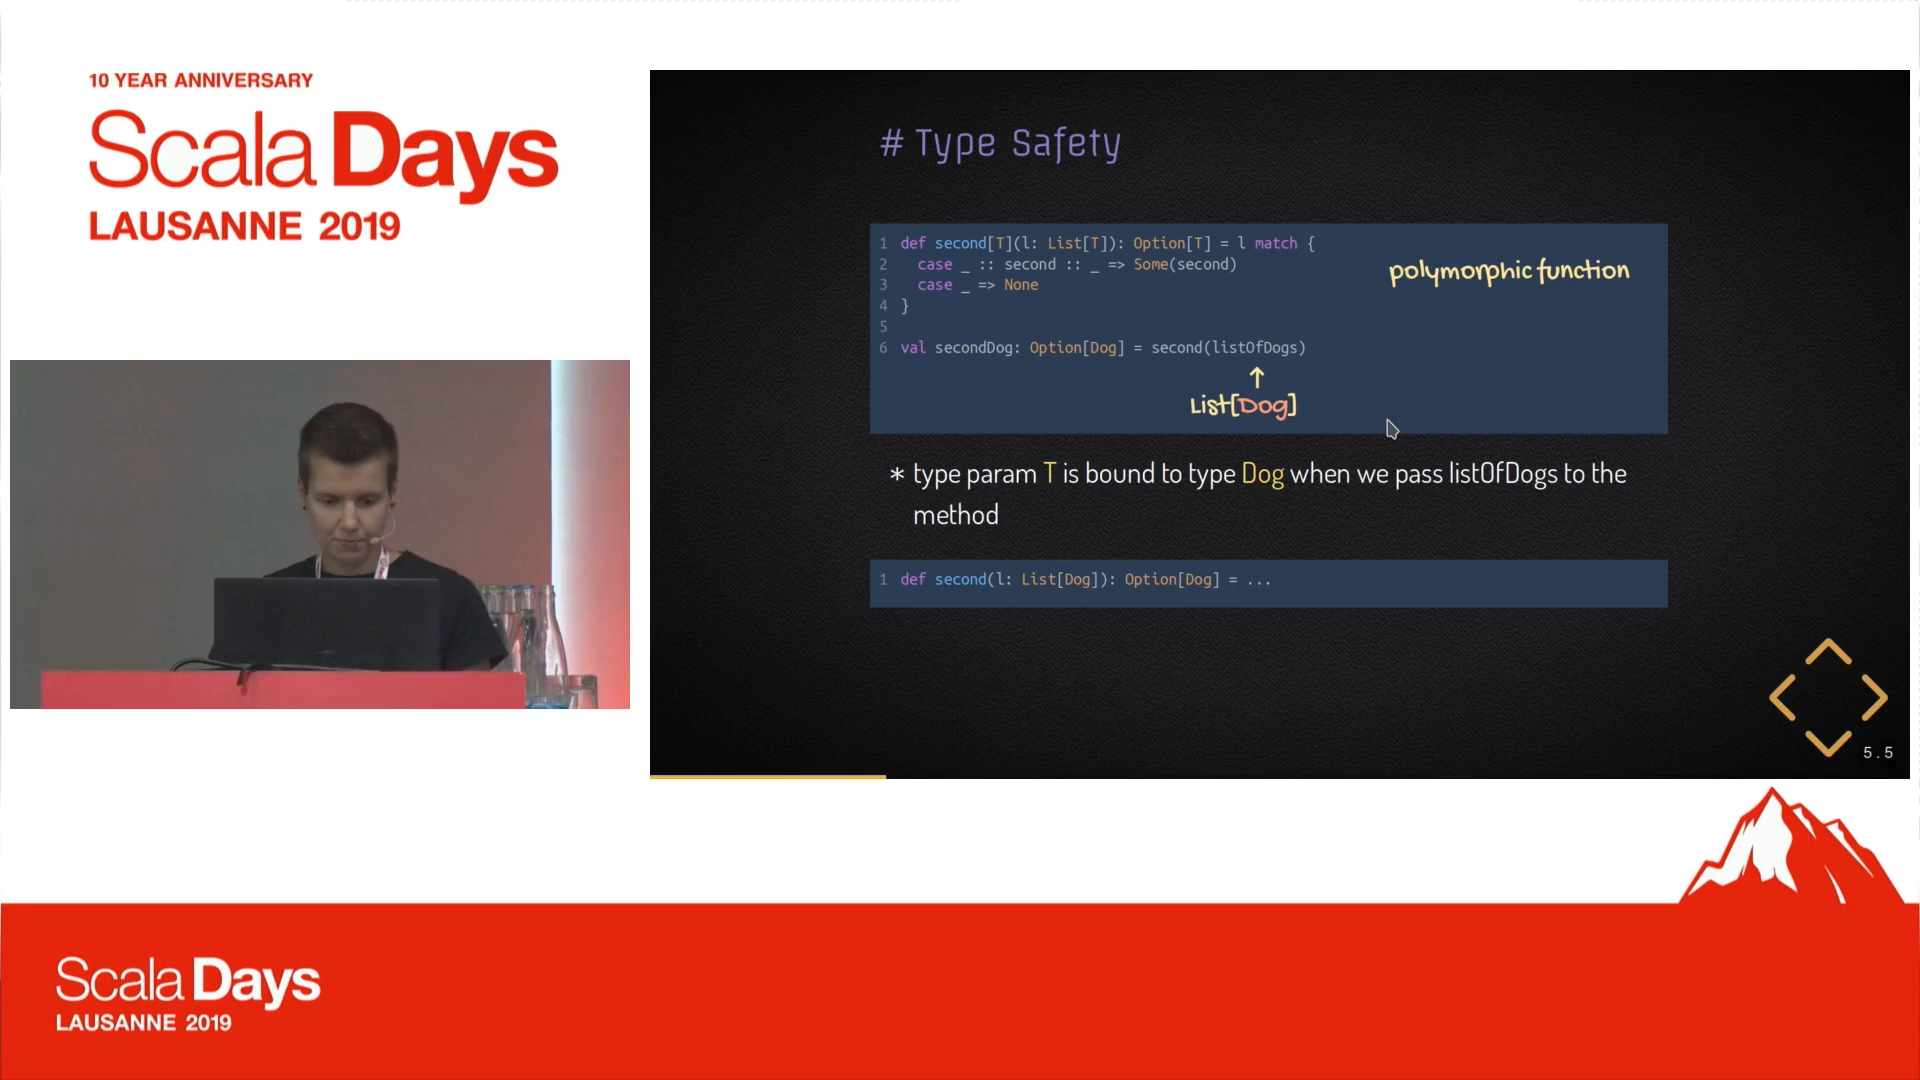 10 YEAR ANNIVERSARY
Scala Days
LAUSANNE 2019
# Type Safety
1 def second[T](l: List[T]): Option[T] = l match {
2   case _ :: second :: _ => Some(second)
3   case _ => None
4 }
5
6 val secondDog: Option[Dog] = second(listOfDogs)
polymorphic function
↑
List[Dog]
* type param T is bound to type Dog when we pass listOfDogs to the
method
1 def second(l: List[Dog]): Option[Dog] = ...
5.5
Scala Days
LAUSANNE 2019